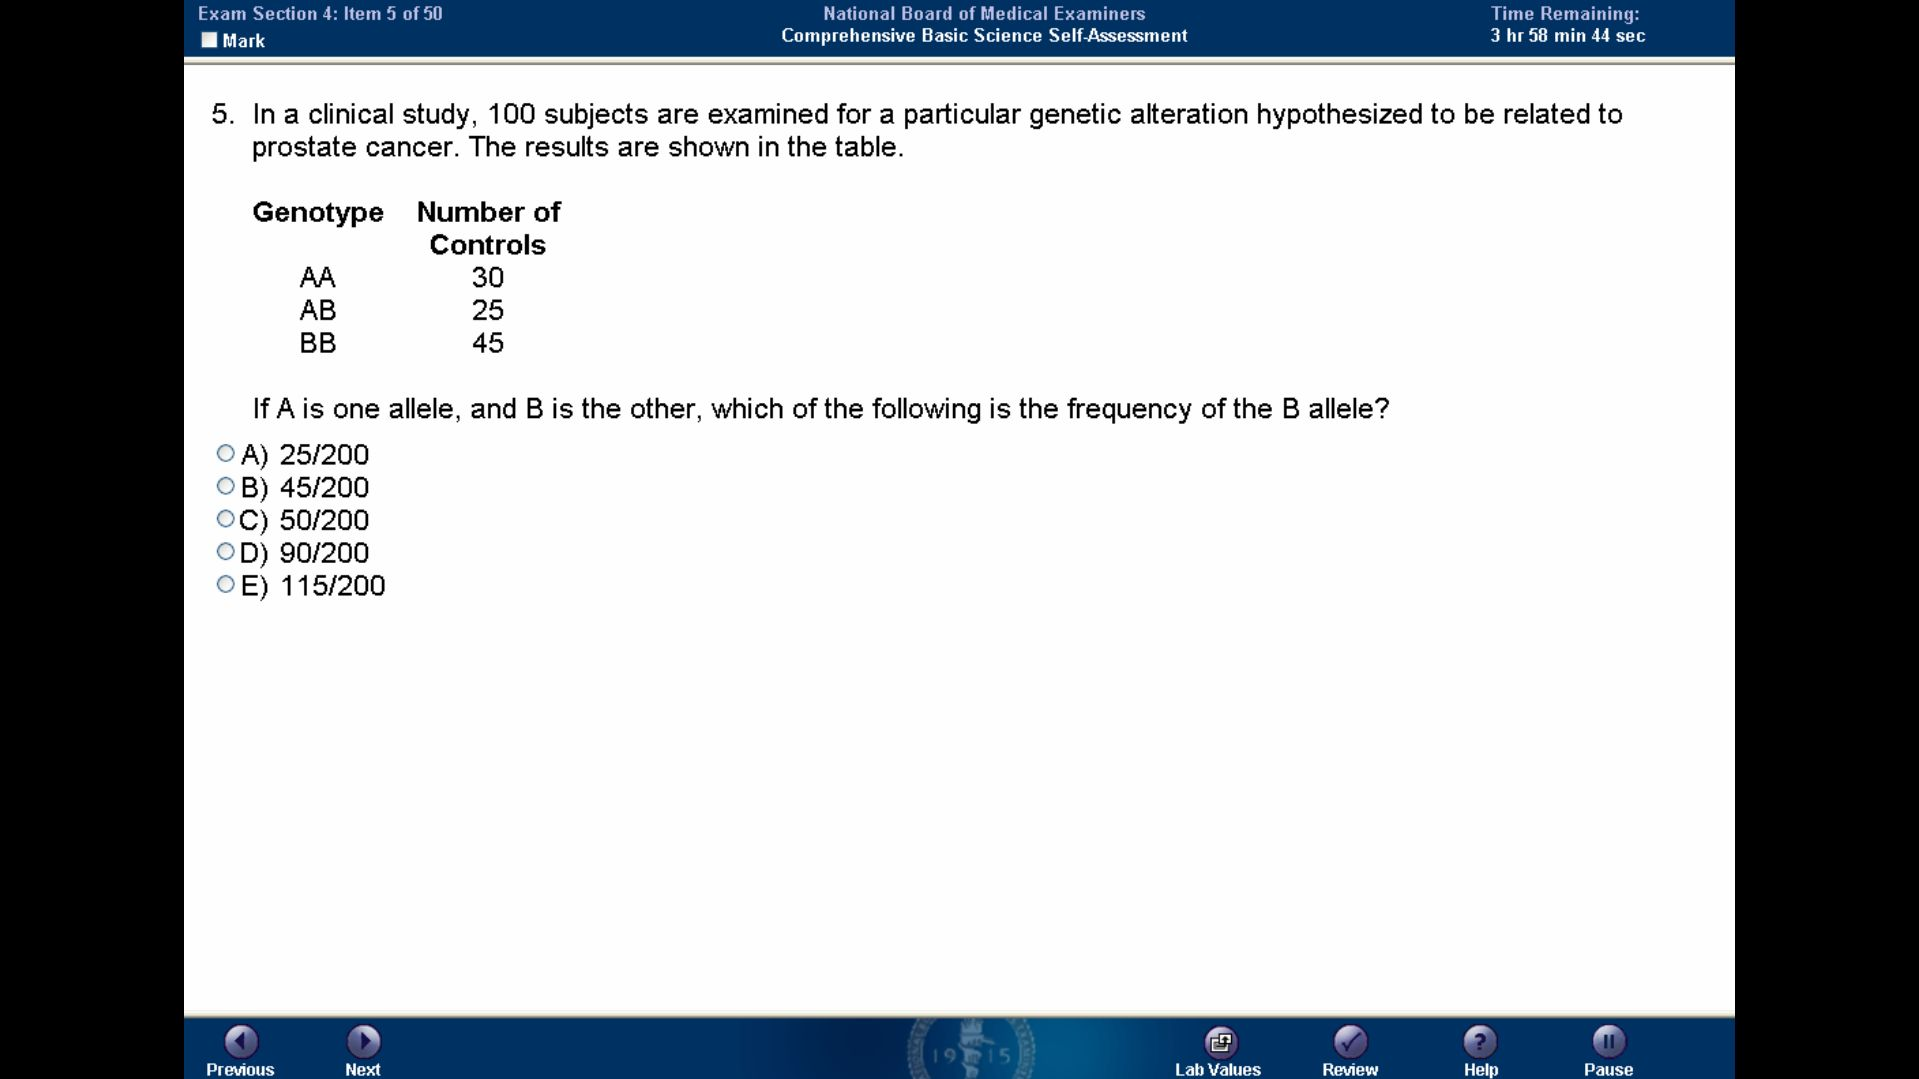 Exam Section 4: Item 5 of 50
National Board of Medical Examiners
Time Remaining:
Mark
Comprehensive Basic Science Self-Assessment
3 hr 58 min 44 sec
5. In a clinical study, 100 subjects are examined for a particular genetic alteration hypothesized to be related to
prostate cancer. The results are shown in the table.
Genotype Number of
Controls
AA 30
AB 25
BB 45
If A is one allele, and B is the other, which of the following is the frequency of the B allele?
A) 25/200
B) 45/200
C) 50/200
D) 90/200
E) 115/200
1915
Previous Next Lab Values Review Help Pause